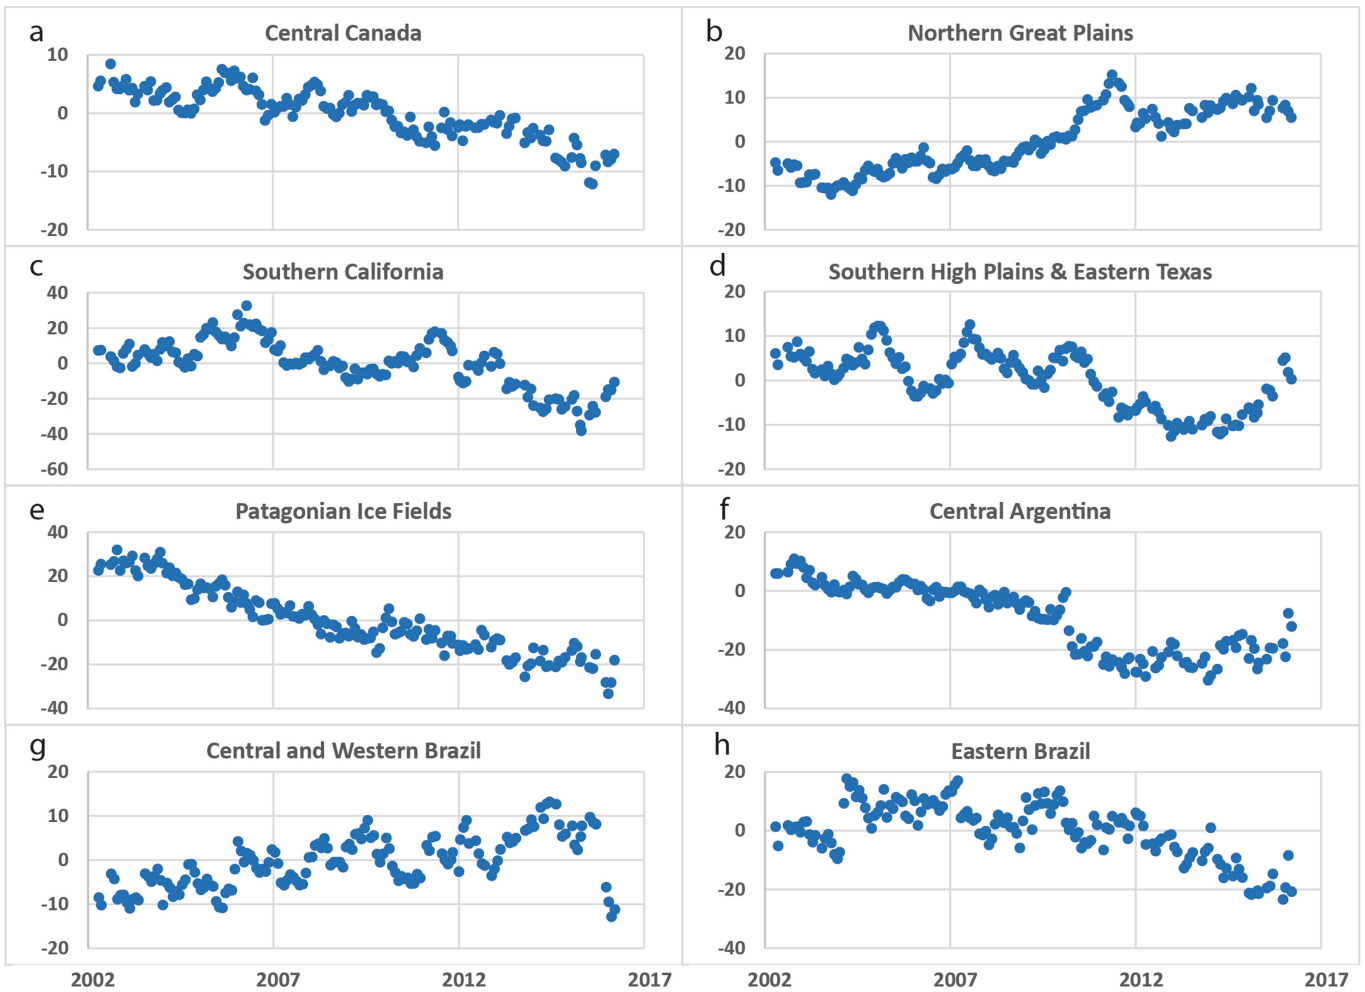 a
Central Canada
10
0
-10
-20
b
Northern Great Plains
20
10
0
-10
-20
c
Southern California
40
20
0
-20
-40
-60
d
Southern High Plains & Eastern Texas
20
10
0
-10
-20
e
Patagonian Ice Fields
40
20
0
-20
-40
f
Central Argentina
20
0
-20
-40
g
Central and Western Brazil
20
10
0
-10
-20
2002 2007 2012 2017
h
Eastern Brazil
20
0
-20
-40
2002 2007 2012 2017